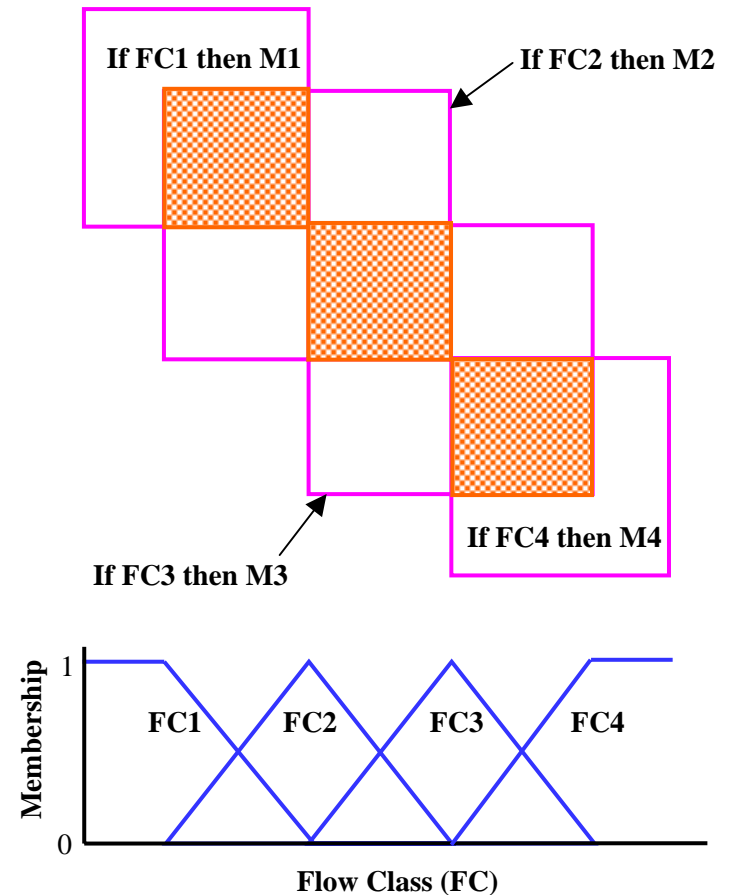 If FC1 then M1
If FC2 then M2
If FC4 then M4
If FC3 then M3
Membership
1
0
FC1
FC2
FC3
FC4
Flow Class (FC)